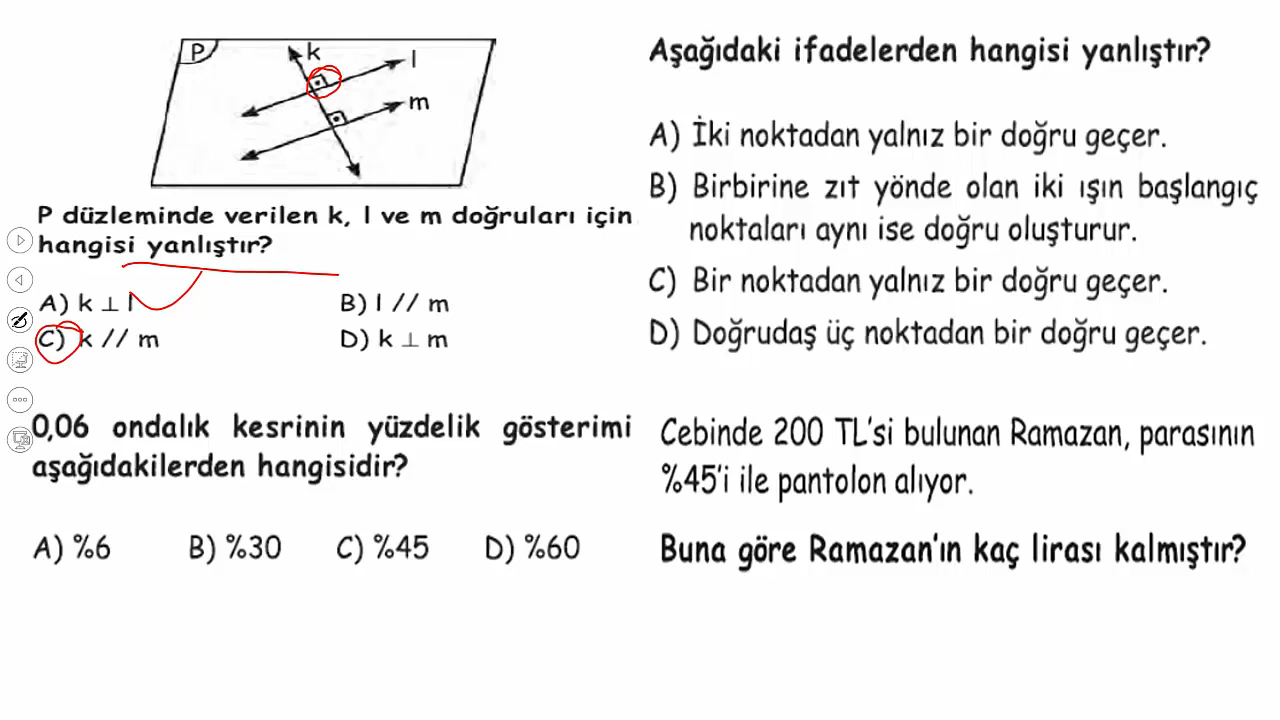 P
k
l
m
P düzleminde verilen k, l ve m doğruları için
hangisi yanlıştır?
A) k ⊥ l
B) l // m
C) k // m
D) k ⊥ m
0,06 ondalık kesrinin yüzdelik gösterimi
aşağıdakilerden hangisidir?
A) %6 B) %30 C) %45 D) %60
Aşağıdaki ifadelerden hangisi yanlıştır?
A) İki noktadan yalnız bir doğru geçer.
B) Birbirine zıt yönde olan iki ışın başlangıç
noktaları aynı ise doğru oluşturur.
C) Bir noktadan yalnız bir doğru geçer.
D) Doğrudaş üç noktadan bir doğru geçer.
Cebinde 200 TL'si bulunan Ramazan, parasının
%45'i ile pantolon alıyor.
Buna göre Ramazan'ın kaç lirası kalmıştır?